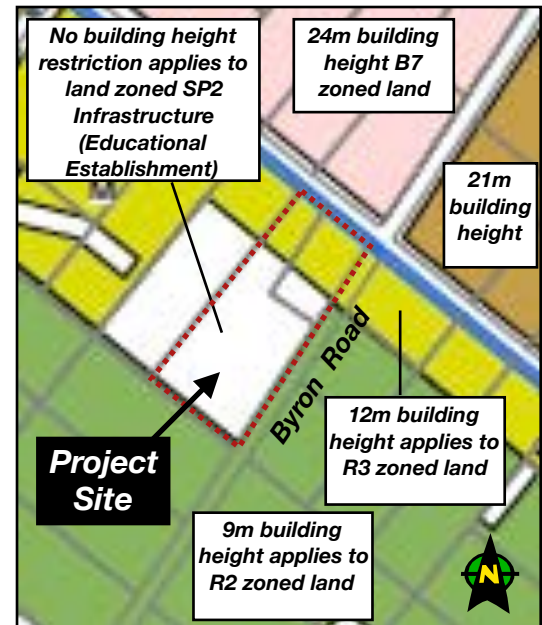 No building height
restriction applies to
land zoned SP2
Infrastructure
(Educational
Establishment)
24m building
height B7
zoned land
21m
building
height
Byron Road
12m building
height applies to
R3 zoned land
Project
Site
9m building
height applies to
R2 zoned land
N